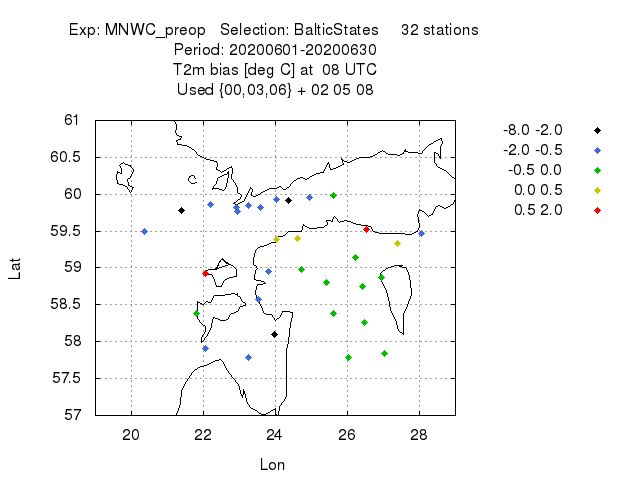 Exp: MNWC_preop Selection: BalticStates 32 stations
Period: 20200601-20200630
T2m bias [deg C] at 08 UTC
Used {00,03,06} + 02 05 08
61
60.5
60
59.5
59
58.5
58
57.5
57
20 22 24 26 28
Lat
Lon
-8.0 -2.0
-2.0 -0.5
-0.5 0.0
0.0 0.5
0.5 2.0